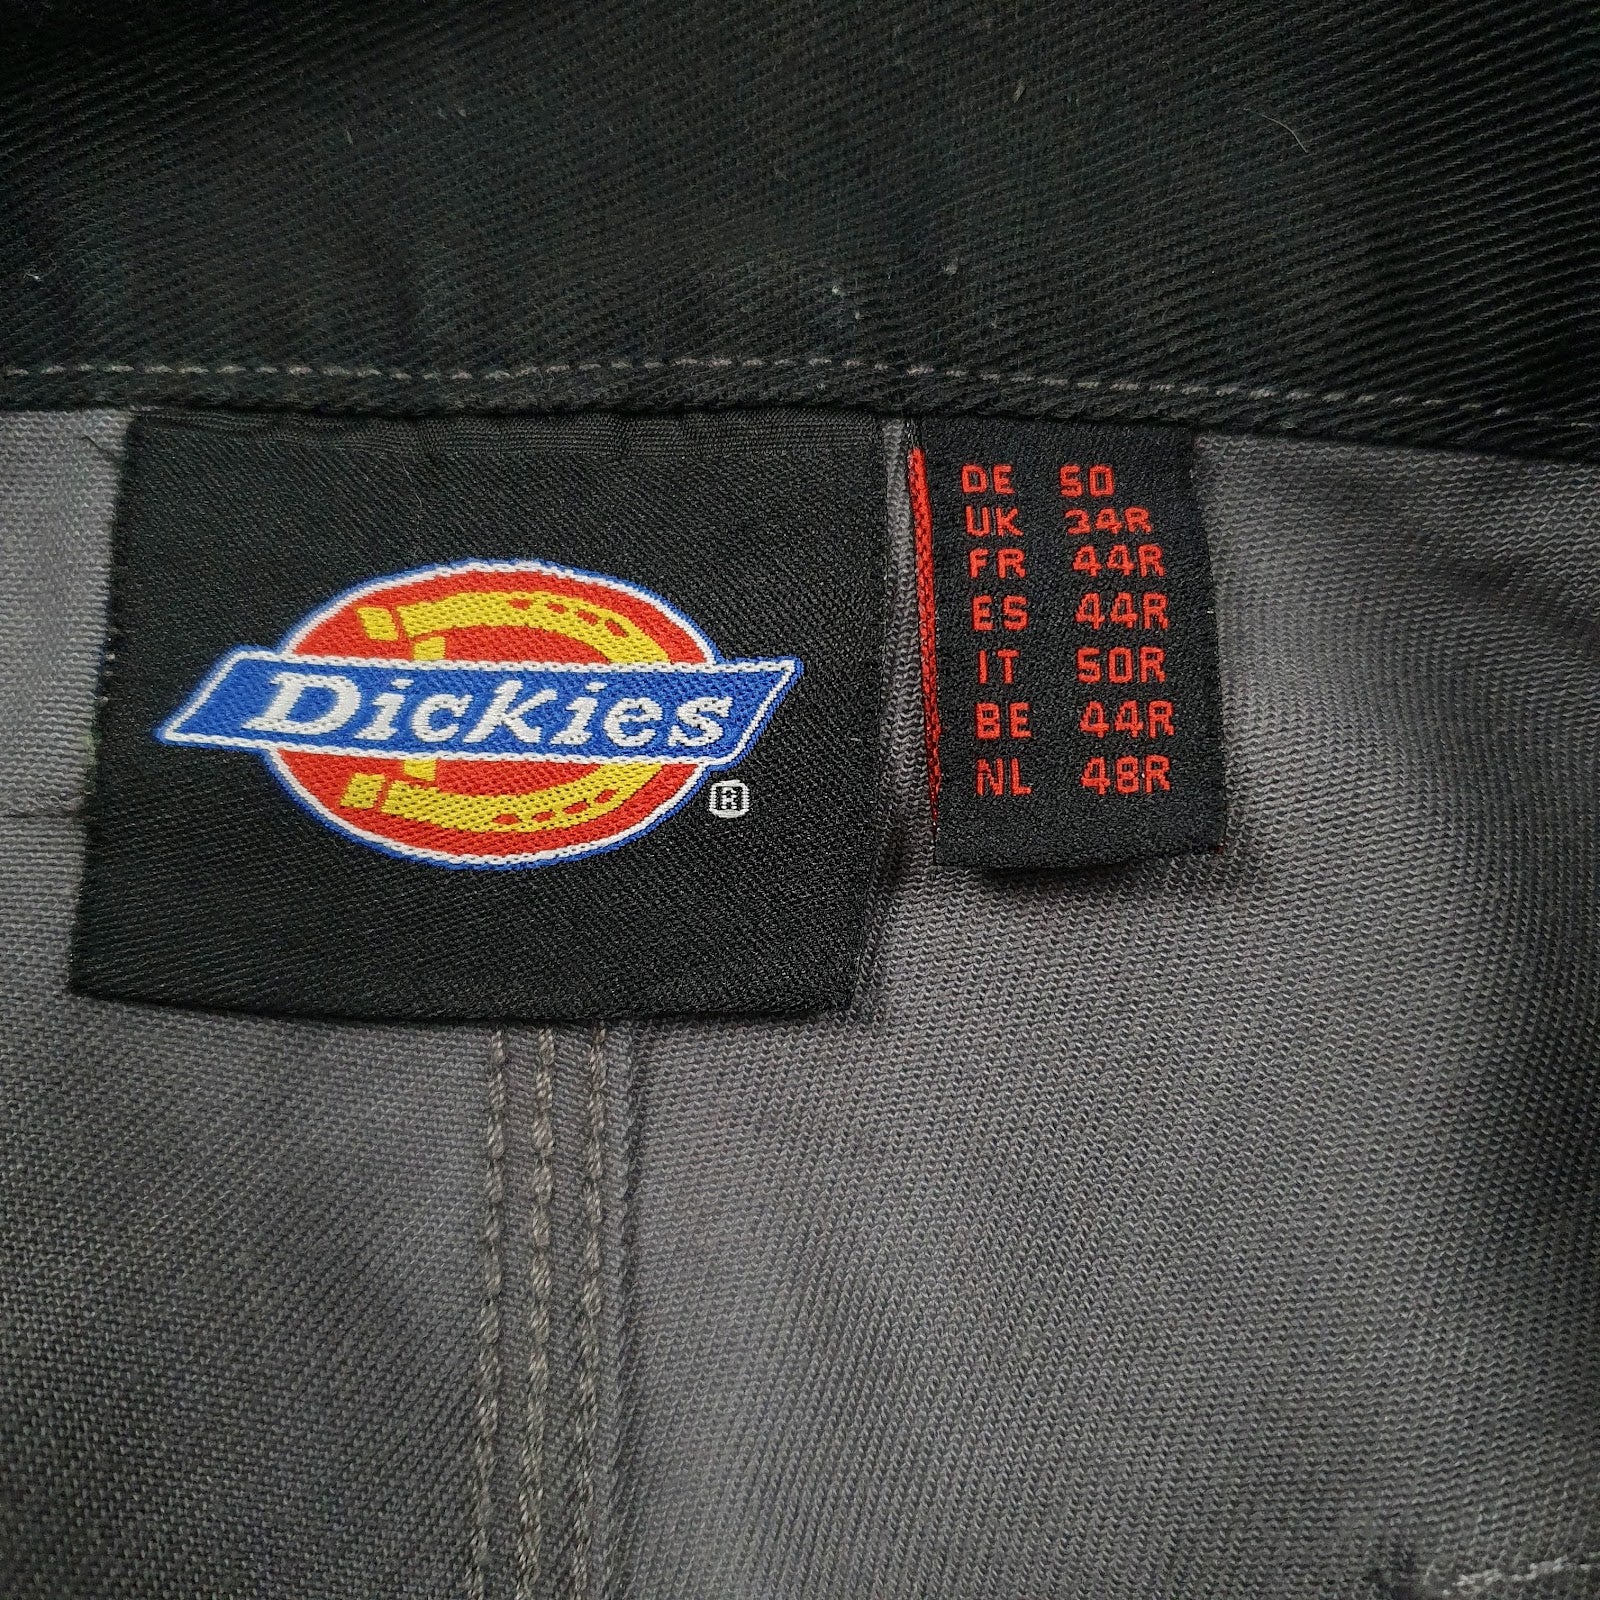 Dickies
®
DE 50
UK 34R
FR 44R
ES 44R
IT 50R
BE 44R
NL 48R